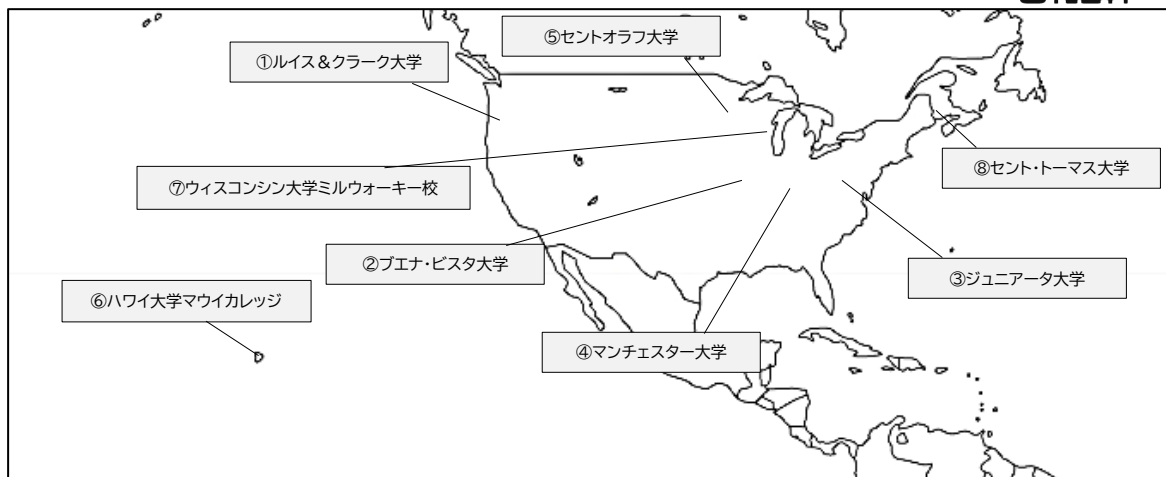 ⑤セントオラフ大学
①ルイス＆クラーク大学
⑧セント・トーマス大学
⑦ウィスコンシン大学ミルウォーキー校
②ブエナ・ビスタ大学
③ジュニアータ大学
⑥ハワイ大学マウイカレッジ
④マンチェスター大学